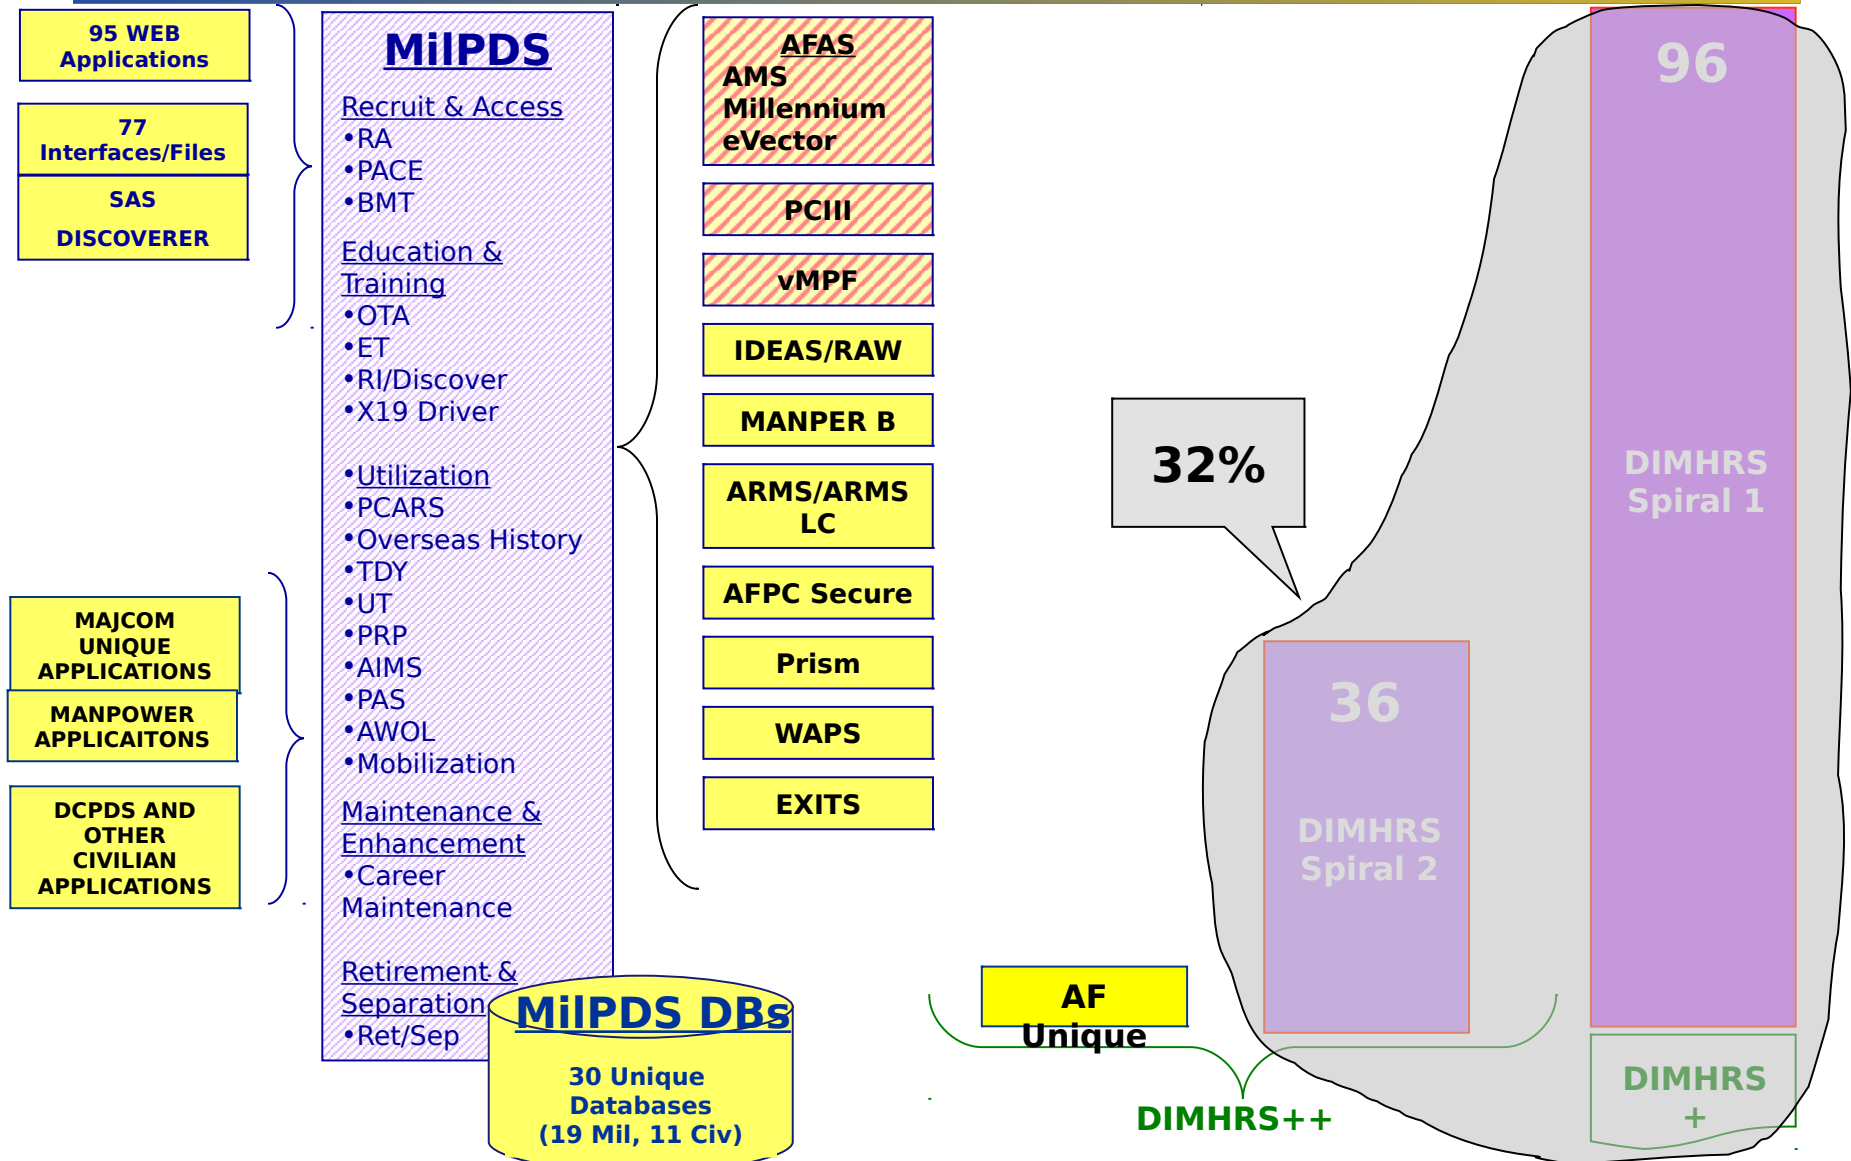 95 WEB
Applications
77
Interfaces/Files
SAS
DISCOVERER
MAJCOM
UNIQUE
APPLICATIONS
MANPOWER
APPLICAITONS
DCPDS AND
OTHER
CIVILIAN
APPLICATIONS
MilPDS
Recruit & Access
•RA
•PACE
•BMT
Education &
Training
•OTA
•ET
•RI/Discover
•X19 Driver
•Utilization
•PCARS
•Overseas History
•TDY
•UT
•PRP
•AIMS
•PAS
•AWOL
•Mobilization
Maintenance &
Enhancement
•Career
Maintenance
Retirement &
Separation
•Ret/Sep
MilPDS DBs
30 Unique
Databases
(19 Mil, 11 Civ)
AFAS
AMS
Millennium
eVector
PCIII
vMPF
IDEAS/RAW
MANPER B
ARMS/ARMS
LC
AFPC Secure
Prism
WAPS
EXITS
AF
Unique
DIMHRS++
32%
36
DIMHRS
Spiral 2
96
DIMHRS
Spiral 1
DIMHRS
+